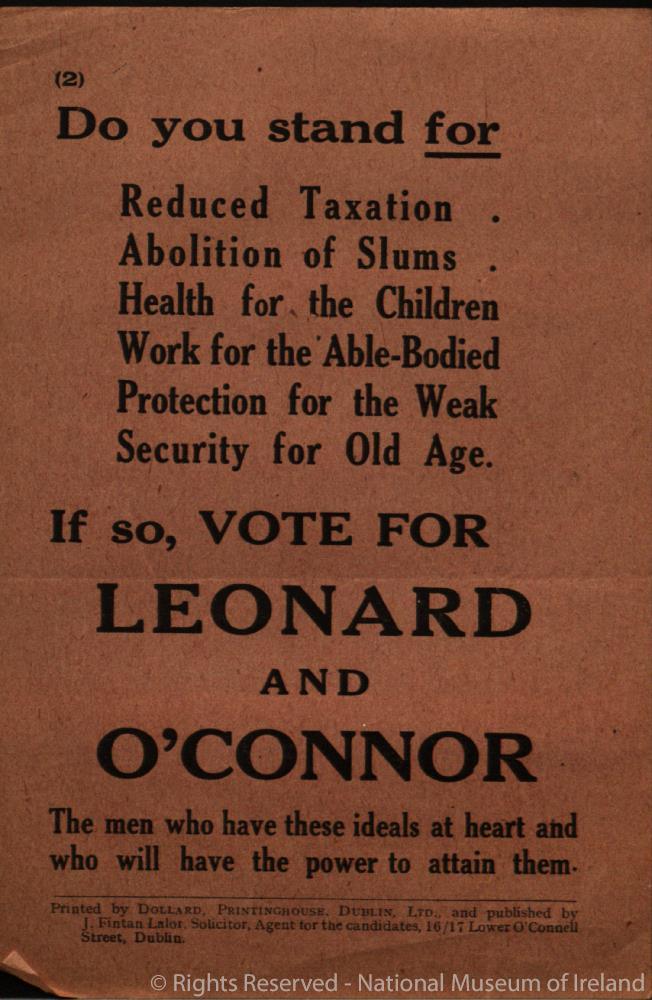 (2)
Do you stand for
Reduced Taxation .
Abolition of Slums .
Health for the Children
Work for the Able-Bodied
Protection for the Weak
Security for Old Age.
If so, VOTE FOR
LEONARD
AND
O'CONNOR
The men who have these ideals at heart and
who will have the power to attain them.
Printed by DOLLARD, PRINTINGHOUSE, DUBLIN, LTD., and published by
J. Fintan Lalor, Solicitor, Agent for the candidates, 16/17 Lower O'Connell
Street, Dublin.
© Rights Reserved - National Museum of Ireland